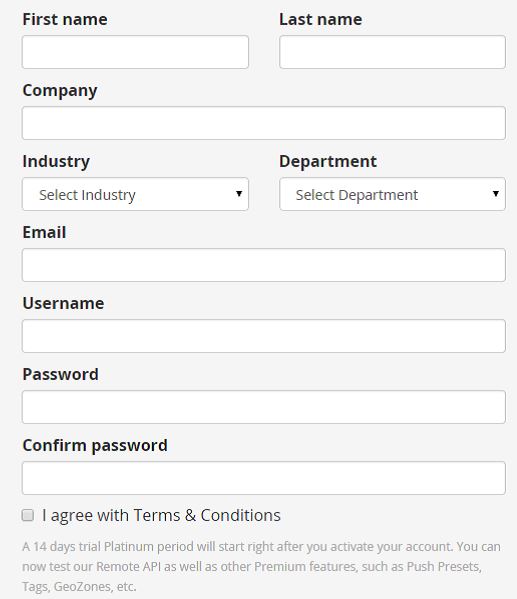 First name Last name
Company
Industry Department
Select Industry Select Department
Email
Username
Password
Confirm password
I agree with Terms & Conditions
A 14 days trial Platinum period will start right after you activate your account. You can
now test our Remote API as well as other Premium features, such as Push Presets,
Tags, GeoZones, etc.